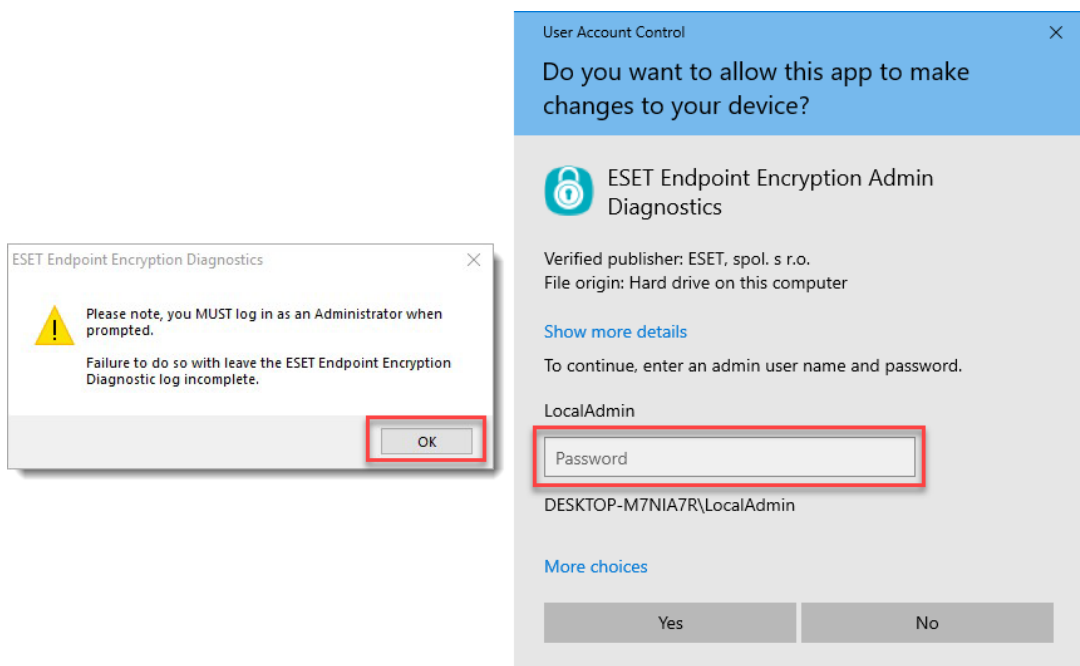 ESET Endpoint Encryption Diagnostics
Please note, you MUST log in as an Administrator when
prompted.
Failure to do so with leave the ESET Endpoint Encryption
Diagnostic log incomplete.
OK
User Account Control
Do you want to allow this app to make
changes to your device?
ESET Endpoint Encryption Admin
Diagnostics
Verified publisher: ESET, spol. s r.o.
File origin: Hard drive on this computer
Show more details
To continue, enter an admin user name and password.
LocalAdmin
Password
DESKTOP-M7NIA7R\LocalAdmin
More choices
Yes
No